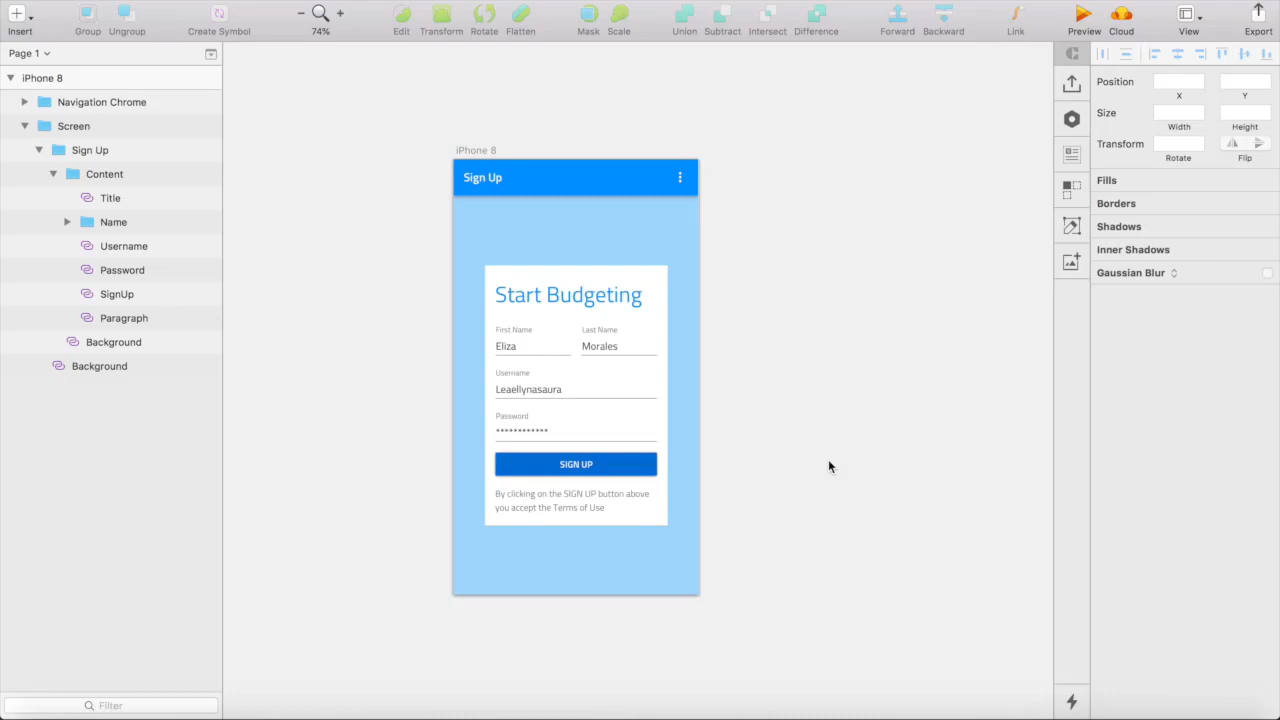 Insert
Group
Ungroup
Create Symbol
74%
Edit
Transform
Rotate
Flatten
Mask
Scale
Union
Subtract
Intersect
Difference
Forward
Backward
Link
Preview
Cloud
View
Export
Page 1
iPhone 8
Navigation Chrome
Screen
Sign Up
Content
Title
Name
Username
Password
SignUp
Paragraph
Background
Background
Filter
iPhone 8
Sign Up
Start Budgeting
First Name
Last Name
Eliza
Morales
Username
Leaellynasaura
Password
************
SIGN UP
By clicking on the SIGN UP button above
you accept the Terms of Use
Position
X
Y
Size
Width
Height
Transform
Rotate
Flip
Fills
Borders
Shadows
Inner Shadows
Gaussian Blur